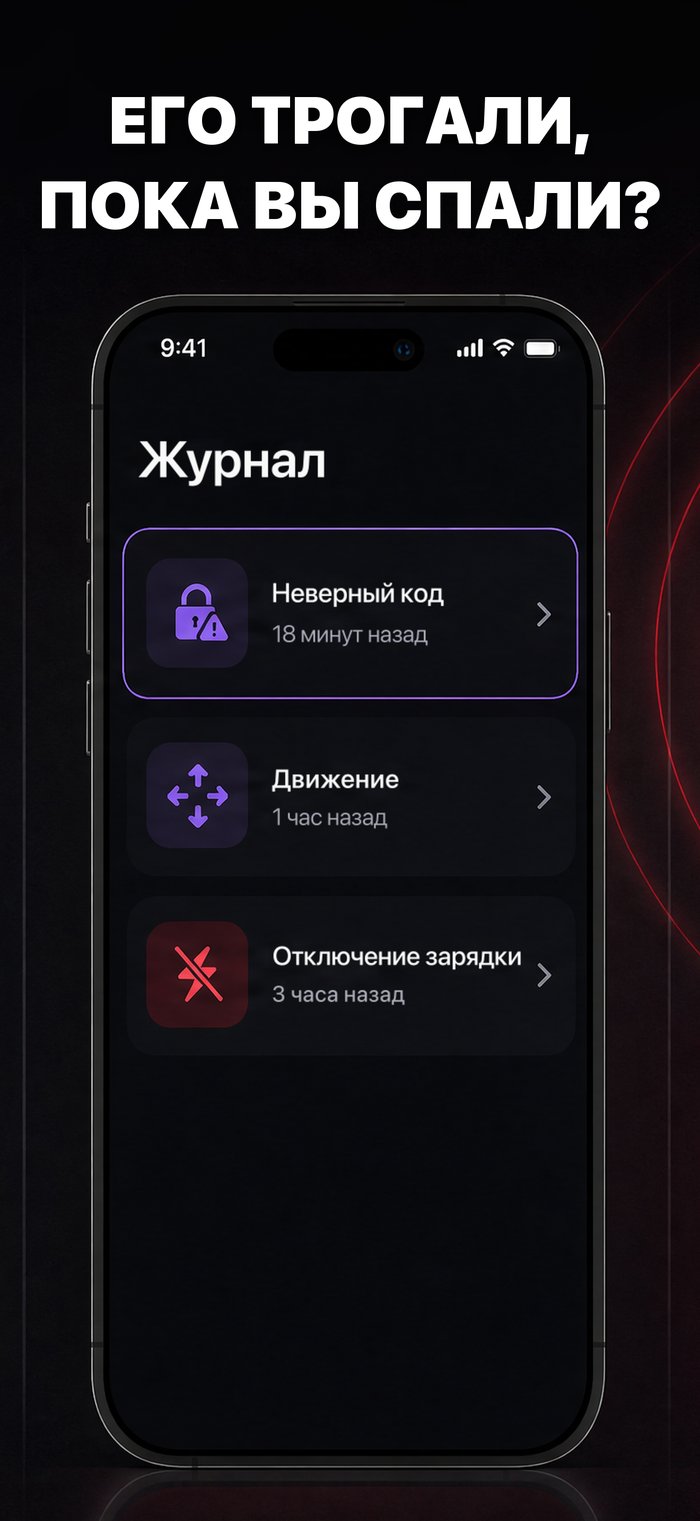 ЕГО ТРОГАЛИ,
ПОКА ВЫ СПАЛИ?
9:41
Журнал
Неверный код
18 минут назад
Движение
1 час назад
Отключение зарядки
3 часа назад